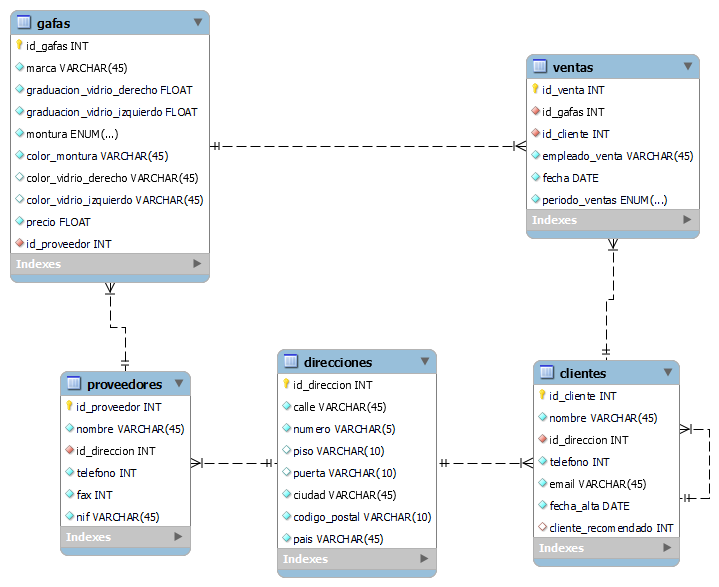 gafas
id_gafas INT
marca VARCHAR(45)
graduacion_vidrio_derecho FLOAT
graduacion_vidrio_izquierdo FLOAT
montura ENUM(...)
color_montura VARCHAR(45)
color_vidrio_derecho VARCHAR(45)
color_vidrio_izquierdo VARCHAR(45)
precio FLOAT
id_proveedor INT
Indexes
ventas
id_venta INT
id_gafas INT
id_cliente INT
empleado_venta VARCHAR(45)
fecha DATE
periodo_ventas ENUM(...)
Indexes
proveedores
id_proveedor INT
nombre VARCHAR(45)
id_direccion INT
telefono INT
fax INT
nif VARCHAR(45)
Indexes
direcciones
id_direccion INT
calle VARCHAR(45)
numero VARCHAR(5)
piso VARCHAR(10)
puerta VARCHAR(10)
ciudad VARCHAR(45)
codigo_postal VARCHAR(10)
pais VARCHAR(45)
Indexes
clientes
id_cliente INT
nombre VARCHAR(45)
id_direccion INT
telefono INT
email VARCHAR(45)
fecha_alta DATE
cliente_recomendado INT
Indexes